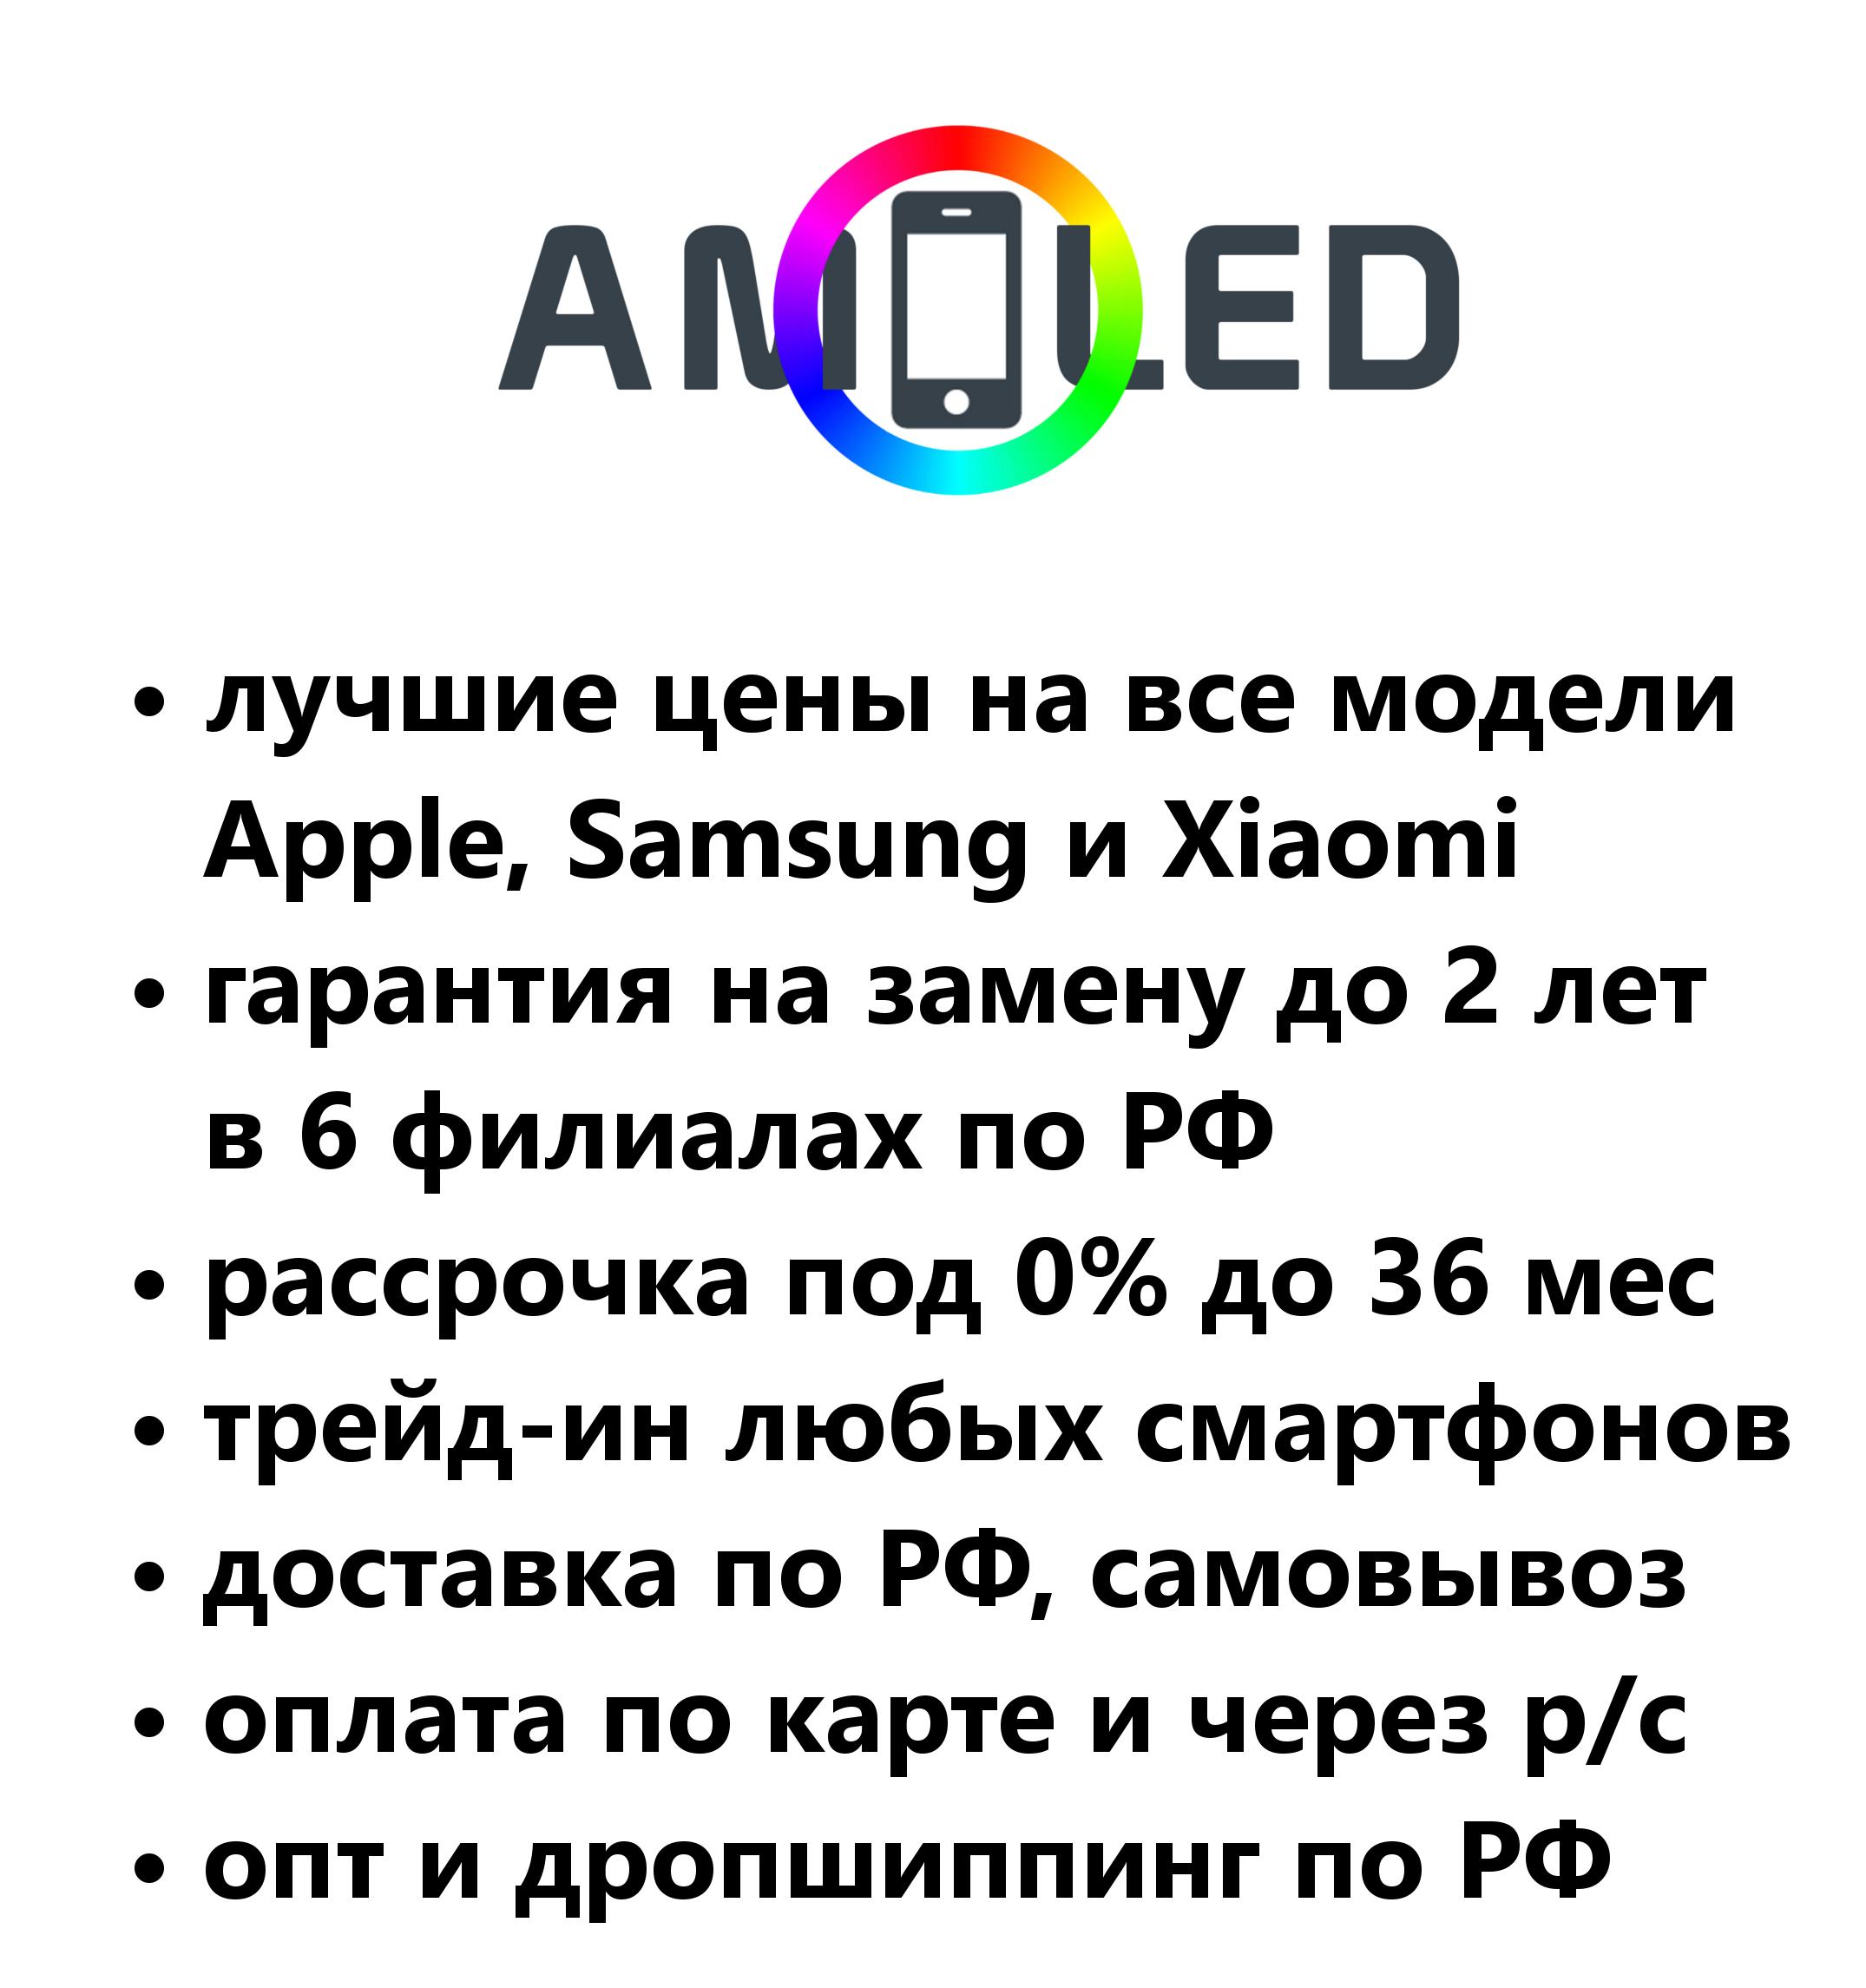 AMOLED
• лучшие цены на все модели
Apple, Samsung и Xiaomi
• гарантия на замену до 2 лет
в 6 филиалах по РФ
• рассрочка под 0% до 36 мес
• трейд-ин любых смартфонов
• доставка по РФ, самовывоз
• оплата по карте и через р/с
• опт и дропшиппинг по РФ